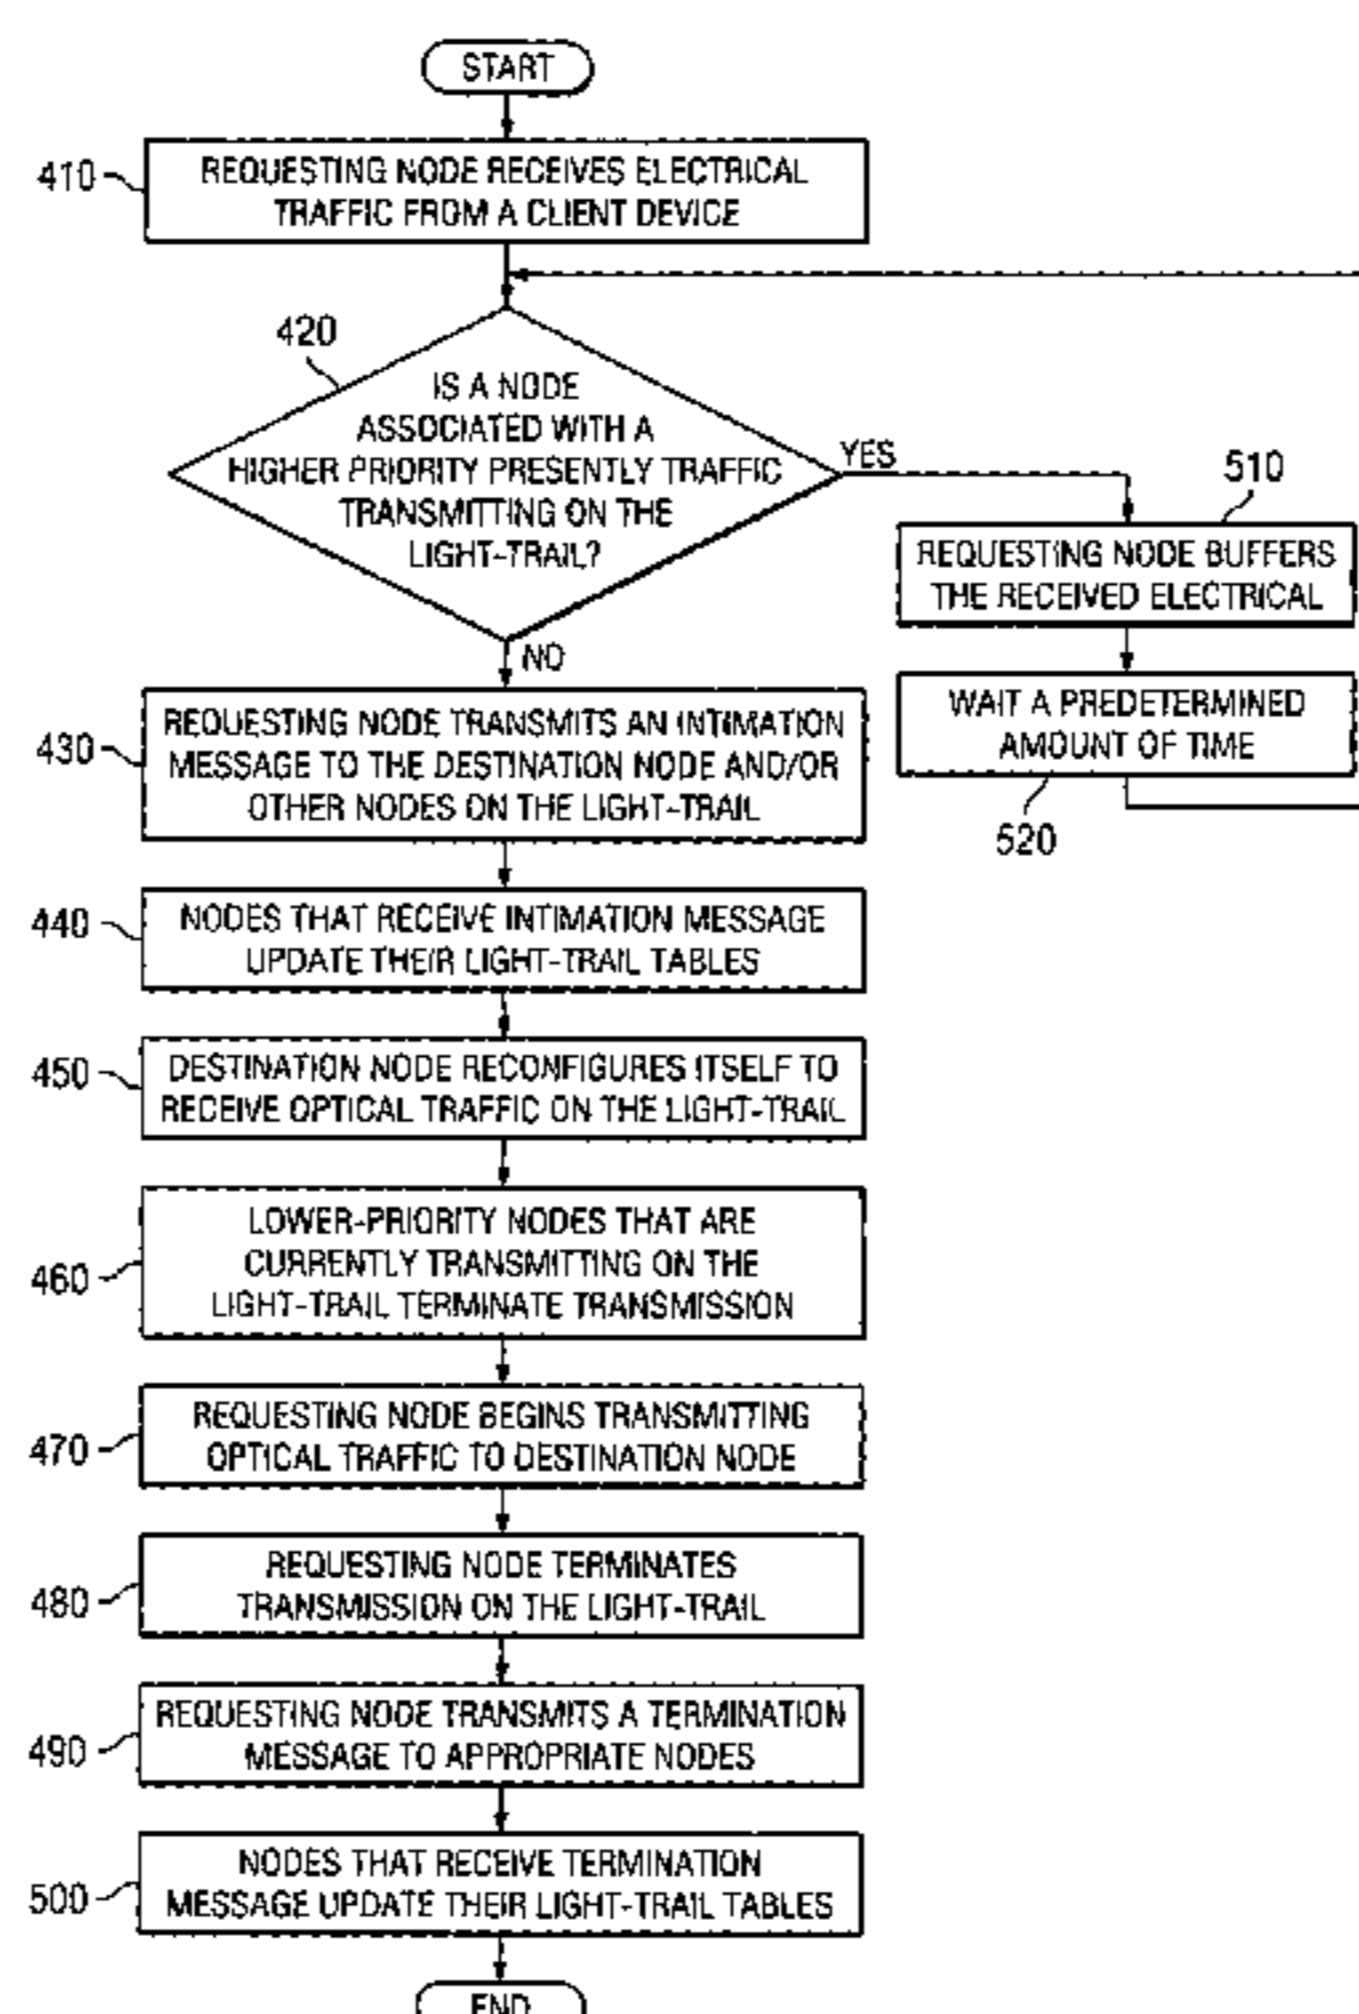 START
410
REQUESTING NODE RECEIVES ELECTRICAL
TRAFFIC FROM A CLIENT DEVICE
420
IS A NODE
ASSOCIATED WITH A
HIGHER PRIORITY PRESENTLY TRAFFIC
TRANSMITTING ON THE
LIGHT-TRAIL?
YES
510
REQUESTING NODE BUFFERS
THE RECEIVED ELECTRICAL
WAIT A PREDETERMINED
AMOUNT OF TIME
520
NO
430
REQUESTING NODE TRANSMITS AN INTIMATION
MESSAGE TO THE DESTINATION NODE AND/OR
OTHER NODES ON THE LIGHT-TRAIL
440
NODES THAT RECEIVE INTIMATION MESSAGE
UPDATE THEIR LIGHT-TRAIL TABLES
450
DESTINATION NODE RECONFIGURES ITSELF TO
RECEIVE OPTICAL TRAFFIC ON THE LIGHT-TRAIL
460
LOWER-PRIORITY NODES THAT ARE
CURRENTLY TRANSMITTING ON THE
LIGHT-TRAIL TERMINATE TRANSMISSION
470
REQUESTING NODE BEGINS TRANSMITTING
OPTICAL TRAFFIC TO DESTINATION NODE
480
REQUESTING NODE TERMINATES
TRANSMISSION ON THE LIGHT-TRAIL
490
REQUESTING NODE TRANSMITS A TERMINATION
MESSAGE TO APPROPRIATE NODES
500
NODES THAT RECEIVE TERMINATION
MESSAGE UPDATE THEIR LIGHT-TRAIL TABLES
END